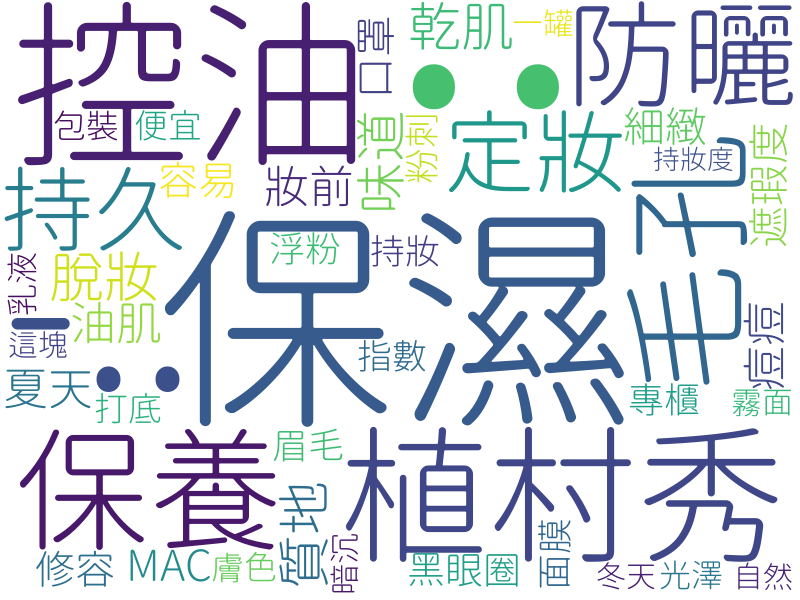 控油
口罩
乾肌
一罐
防曬
包裝
便宜
味道
粉刺
定妝
細緻
持妝度
遮瑕度
持久
容易
妝前
毛孔
保濕
浮粉
持妝
乳液
脫妝
油肌
這塊
指數
夏天
打底
專櫃
霧面
痘痘
保養
眉毛
植村秀
質地
修容
MAC
膚色
暗沉
黑眼圈
面膜
冬天
光澤
自然